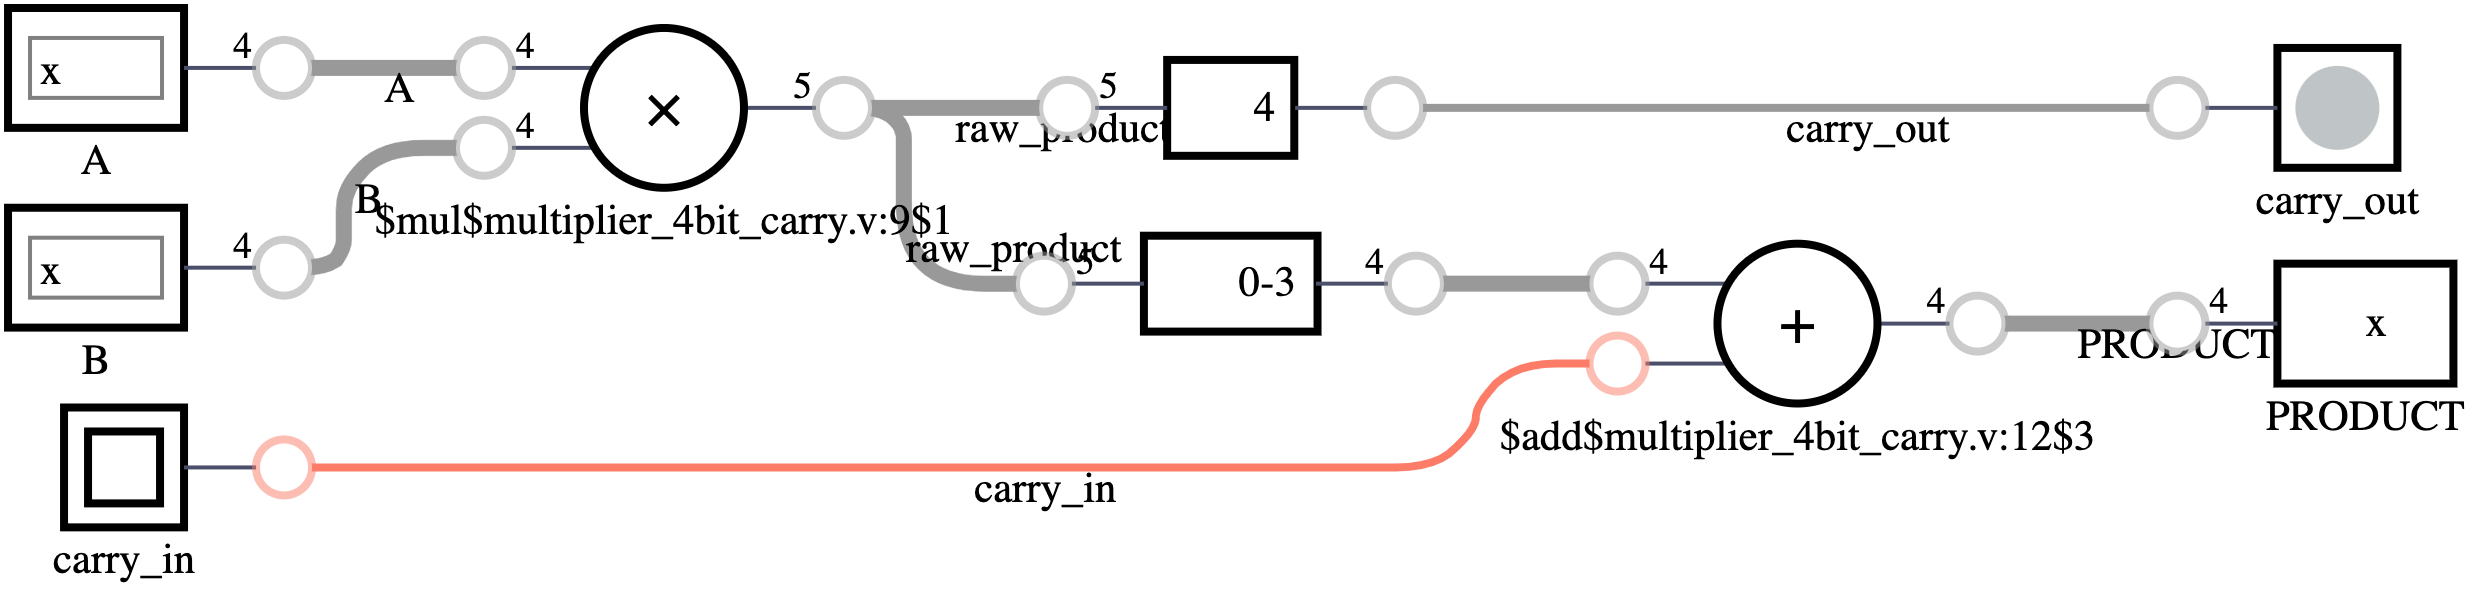 x
4
A
4
A
x
4
B
4
B
carry_in
×
$mul$multiplier_4bit_carry.v:9$1
5
raw_product
5
4
raw_product
5
0-3
4
4
carry_in
+
$add$multiplier_4bit_carry.v:12$3
carry_out
carry_out
4
PRODUCT
4
x
PRODUCT